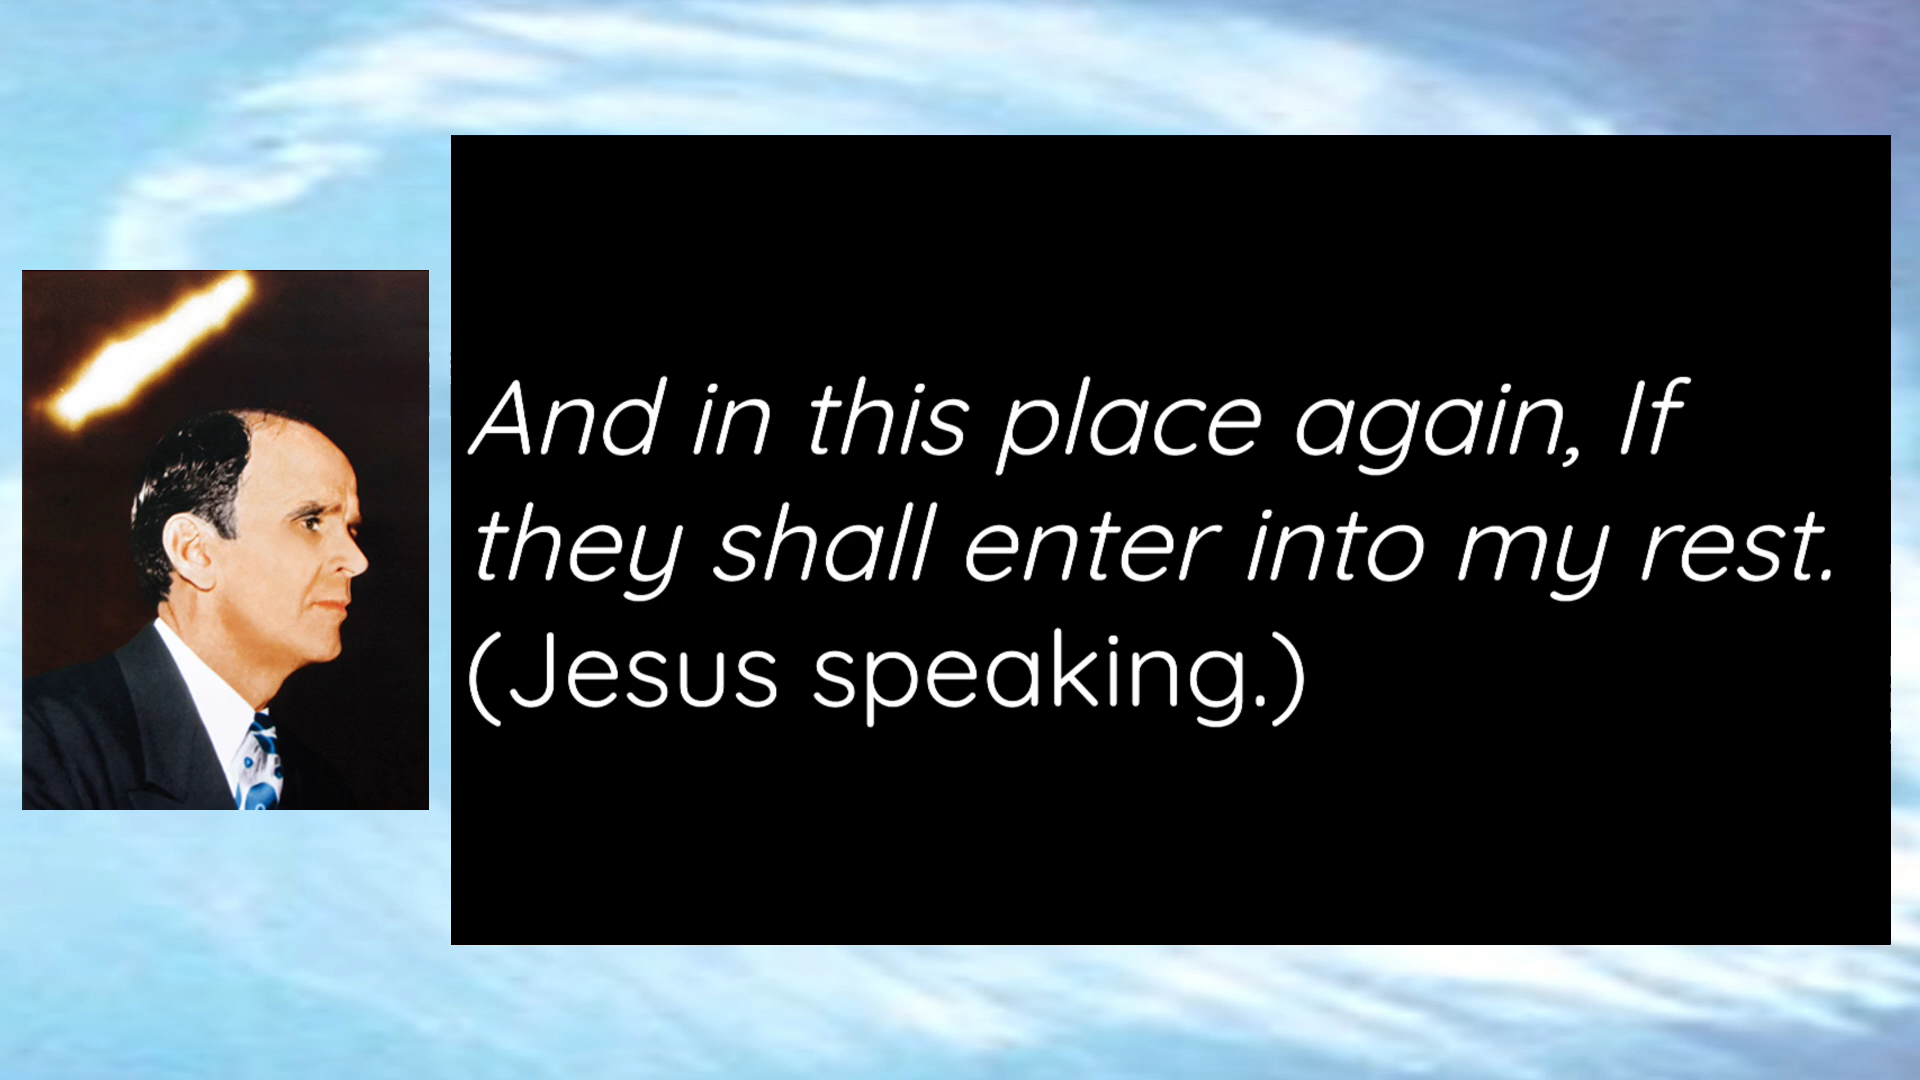 And in this place again, If
they shall enter into my rest.
(Jesus speaking.)